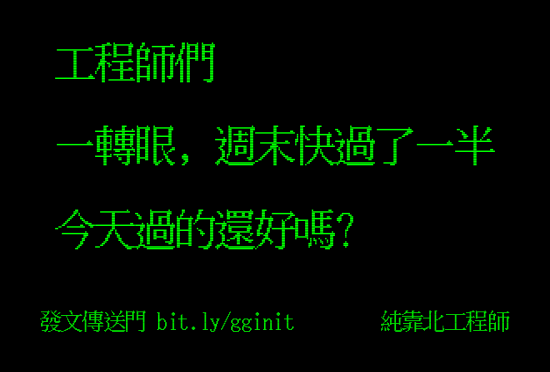 工程師們
一轉眼, 週末快過了一半
今天過的還好嗎?
發文傳送門 bit.ly/gginit 純靠北工程師